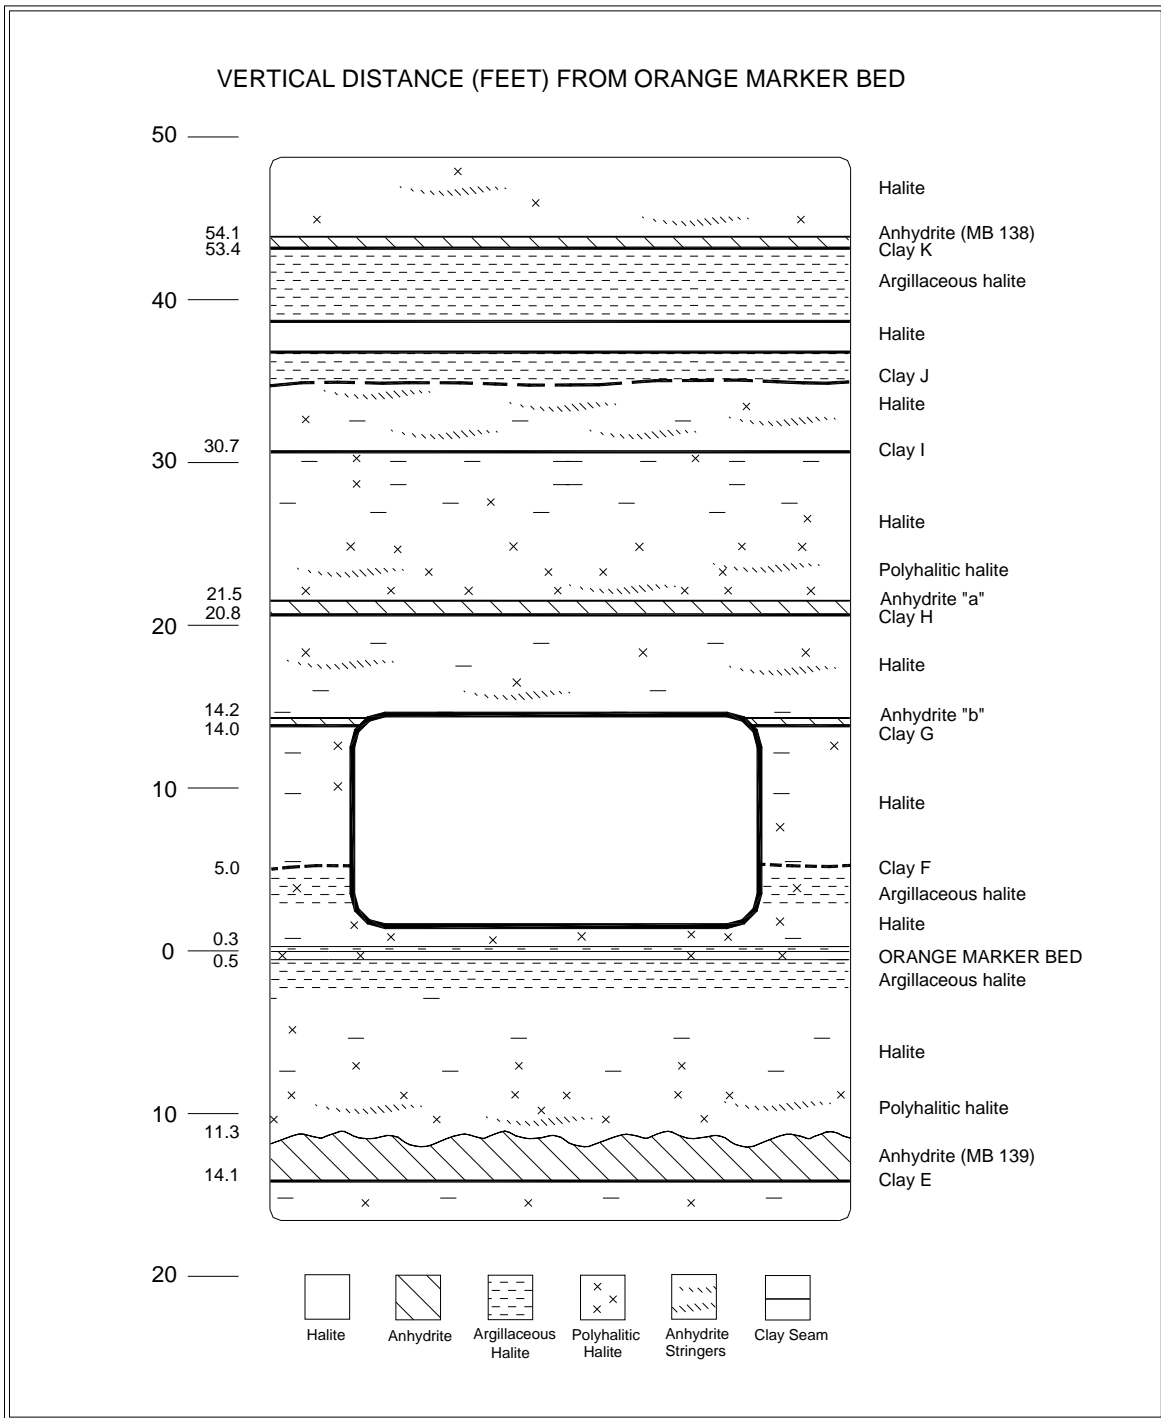 VERTICAL DISTANCE (FEET) FROM ORANGE MARKER BED
50
Halite
54.1 Anhydrite (MB 138)
53.4 Clay K
Argillaceous halite
40
Halite
Clay J
Halite
30.7 Clay I
30
Halite
Polyhalitic halite
21.5 Anhydrite "a"
20.8 Clay H
20
Halite
14.2 Anhydrite "b"
14.0 Clay G
10
Halite
5.0 Clay F
Argillaceous halite
Halite
0.3
0 ORANGE MARKER BED
0.5
Argillaceous halite
Halite
10 Polyhalitic halite
11.3
Anhydrite (MB 139)
14.1 Clay E
20
Halite Anhydrite Argillaceous Polyhalitic Anhydrite Clay Seam
Halite Halite Stringers